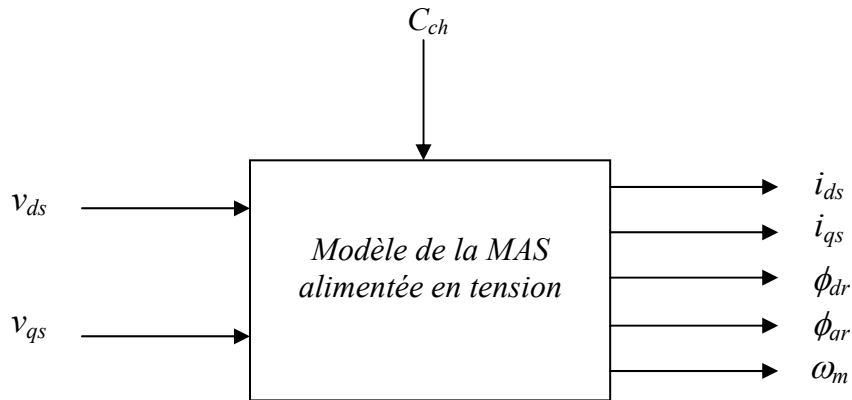 C_ch
v_ds
v_qs
Modèle de la MAS
alimentée en tension
i_ds
i_qs
ϕ_dr
ϕ_ar
ω_m